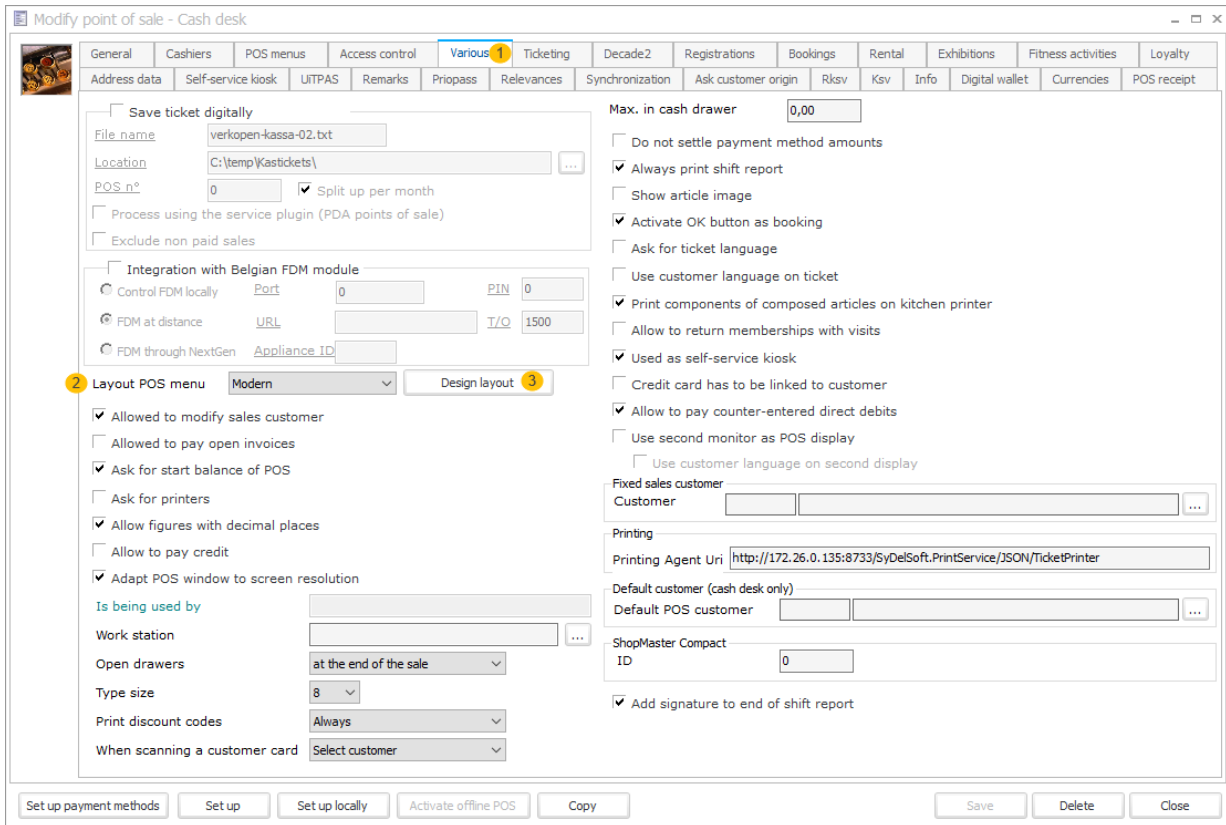 Modify point of sale - Cash desk
General Cashiers POS menus Access control Various 1 Ticketing Decade2 Registrations Bookings Rental Exhibitions Fitness activities Loyalty
Address data Self-service kiosk UiTPAS Remarks Priopass Relevances Synchronization Ask customer origin Rksv Ksv Info Digital wallet Currencies POS receipt
Save ticket digitally
File name verkopen-kassa-02.txt
Location C:\temp\Kastickets\ ...
POS n° 0 Split up per month
Process using the service plugin (PDA points of sale)
Exclude non paid sales
Integration with Belgian FDM module
Control FDM locally Port 0 PIN 0
FDM at distance URL T/O 1500
FDM through NextGen Appliance ID
2 Layout POS menu Modern Design layout 3
Allowed to modify sales customer
Allowed to pay open invoices
Ask for start balance of POS
Ask for printers
Allow figures with decimal places
Allow to pay credit
Adapt POS window to screen resolution
Is being used by
Work station ...
Open drawers at the end of the sale
Type size 8
Print discount codes Always
When scanning a customer card Select customer
Max. in cash drawer 0,00
Do not settle payment method amounts
Always print shift report
Show article image
Activate OK button as booking
Ask for ticket language
Use customer language on ticket
Print components of composed articles on kitchen printer
Allow to return memberships with visits
Used as self-service kiosk
Credit card has to be linked to customer
Allow to pay counter-entered direct debits
Use second monitor as POS display
Use customer language on second display
Fixed sales customer
Customer ...
Printing
Printing Agent Uri http://172.26.0.135:8733/SyDelSoft.PrintService/JSON/TicketPrinter
Default customer (cash desk only)
Default POS customer ...
ShopMaster Compact
ID 0
Add signature to end of shift report
Set up payment methods Set up Set up locally Activate offline POS Copy Save Delete Close